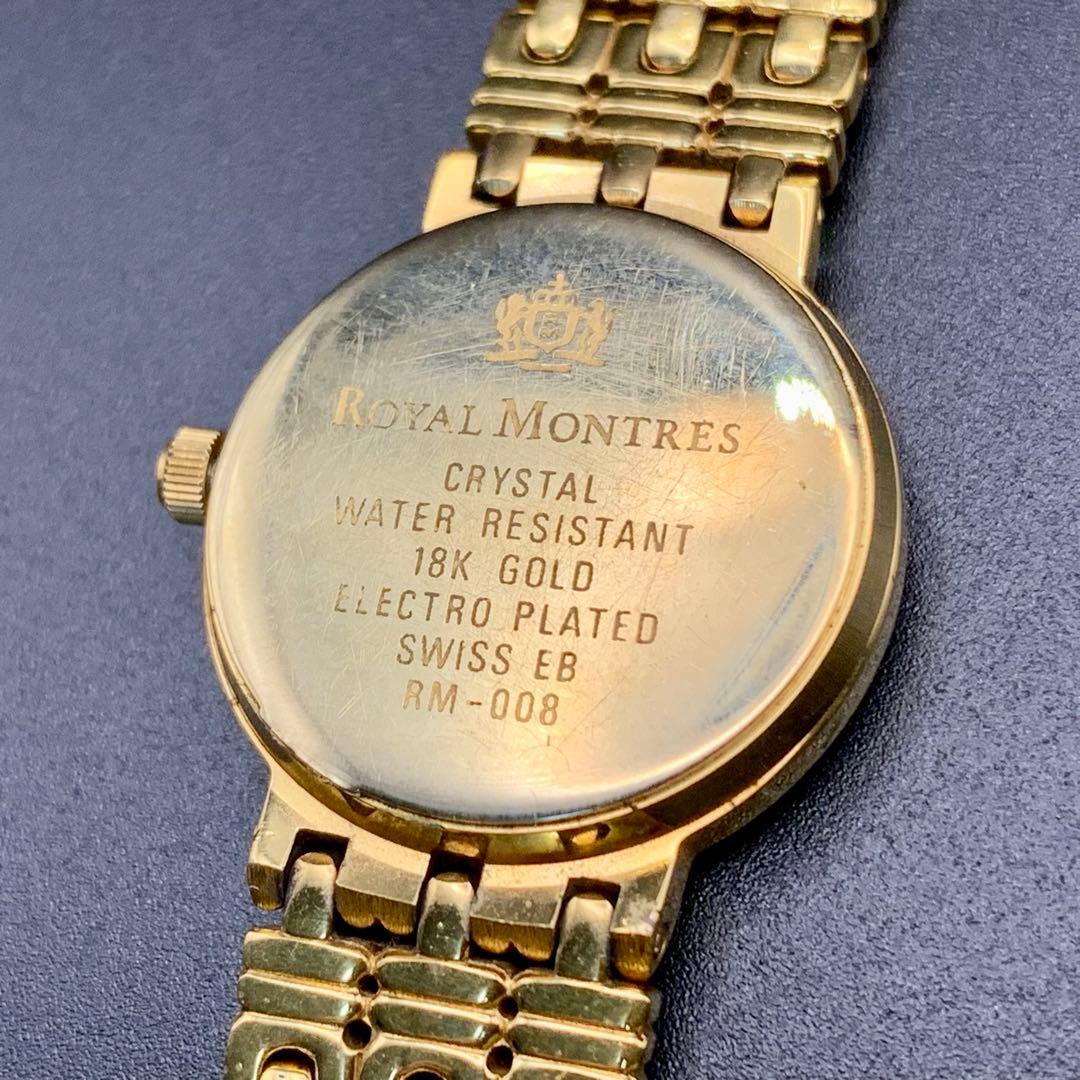 ROYAL MONTRES
CRYSTAL
WATER RESISTANT
18K GOLD
ELECTRO PLATED
SWISS EB
RM-008